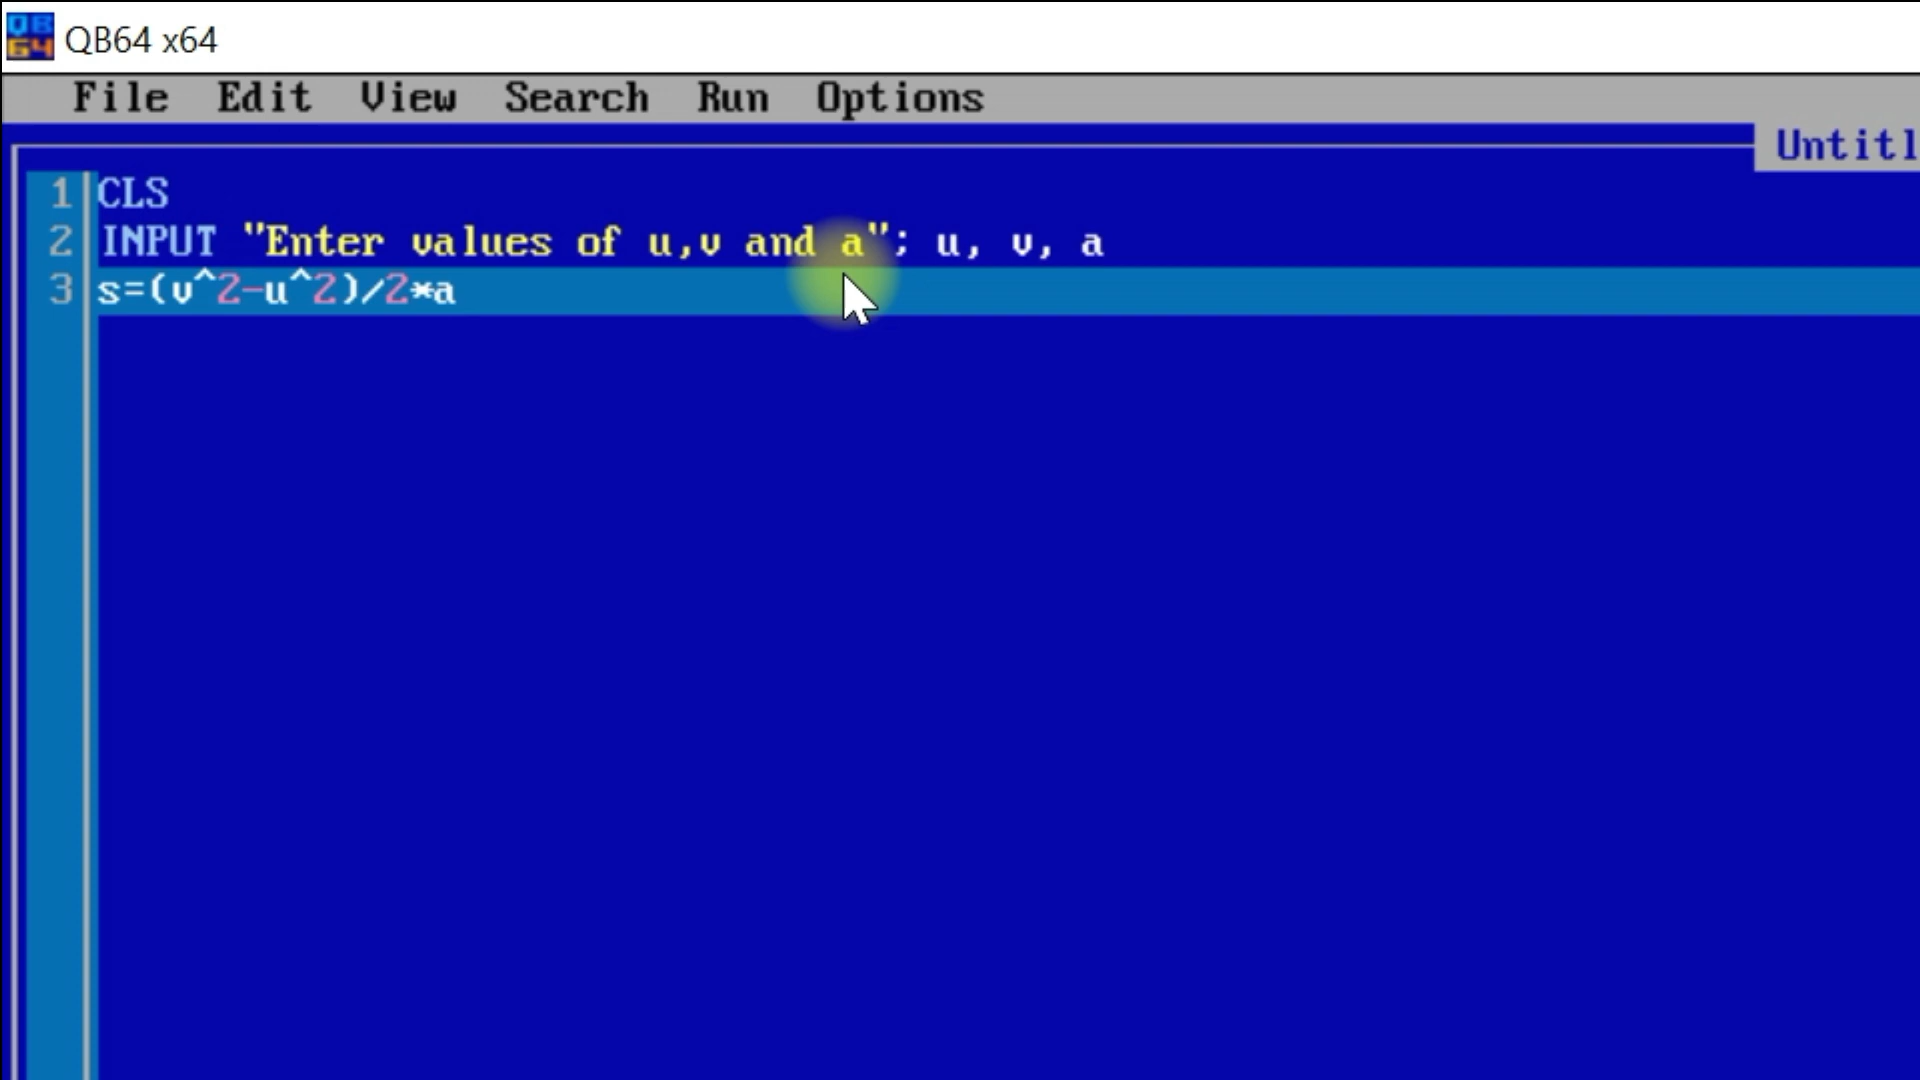 QB64 x64
File Edit View Search Run Options
Untitl
1 CLS
2 INPUT "Enter values of u,v and a"; u, v, a
3 s=(v^2-u^2)/2*a